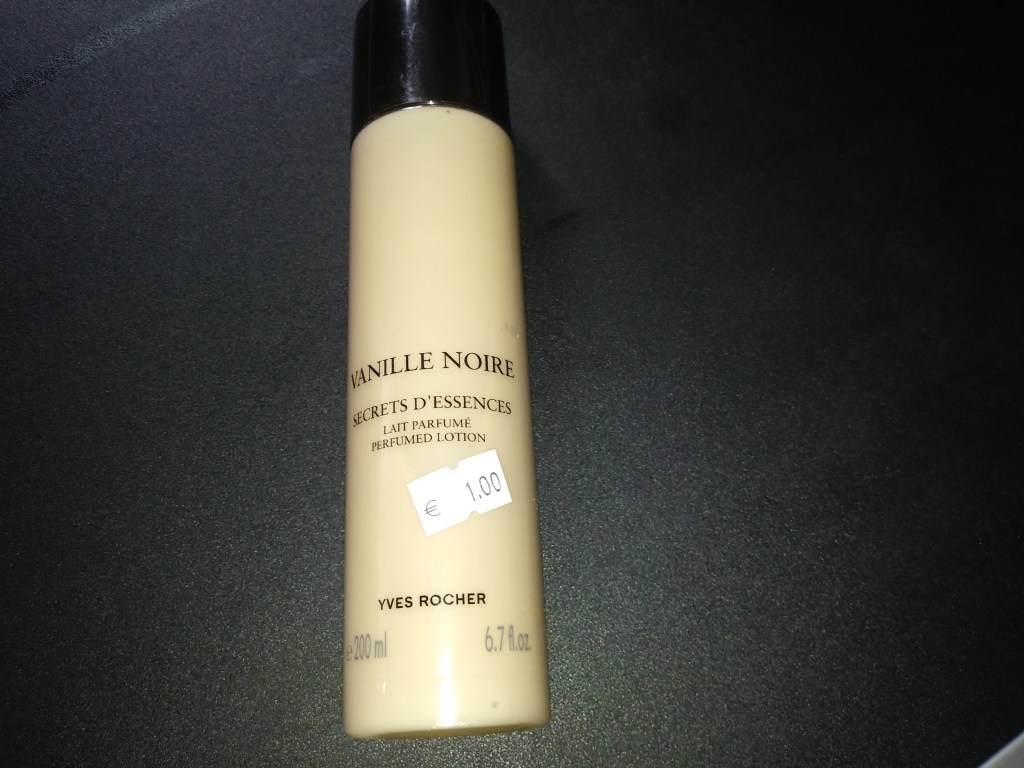 VANILLE NOIRE
SECRETS D'ESSENCES
LAIT PARFUMÉ
PERFUMED LOTION
€ 1.00
YVES ROCHER
e 200 ml 6.7 fl.oz.